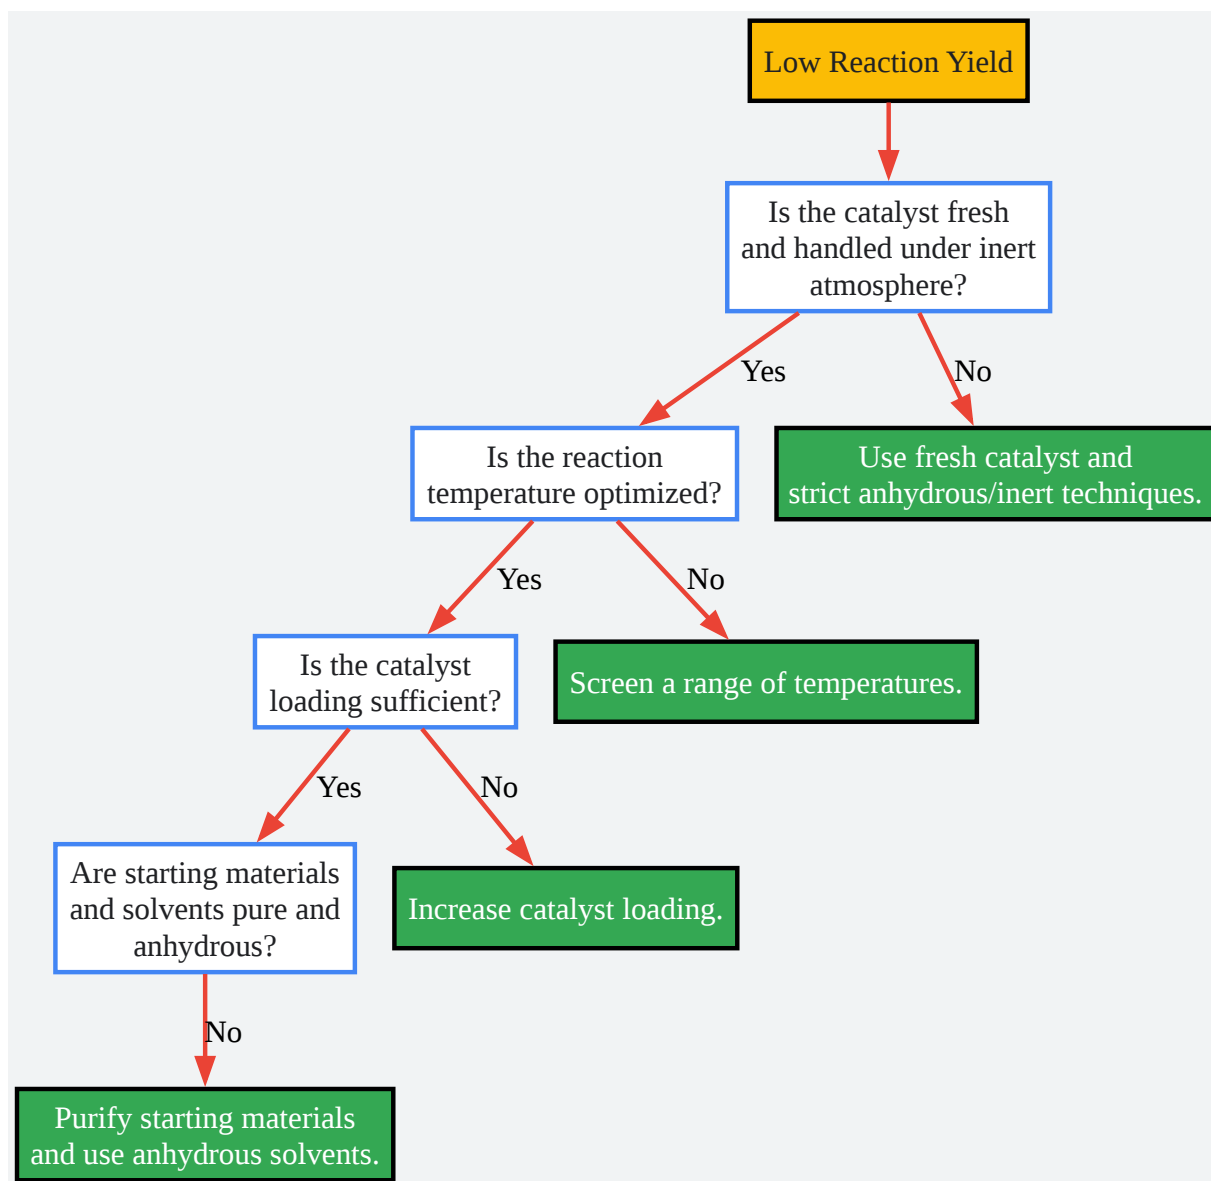 Low Reaction Yield
Is the catalyst fresh
and handled under inert
atmosphere?
Yes
No
Is the reaction
temperature optimized?
Use fresh catalyst and
strict anhydrous/inert techniques.
Yes
No
Is the catalyst
loading sufficient?
Screen a range of temperatures.
Yes
No
Are starting materials
and solvents pure and
anhydrous?
Increase catalyst loading.
No
Purify starting materials
and use anhydrous solvents.